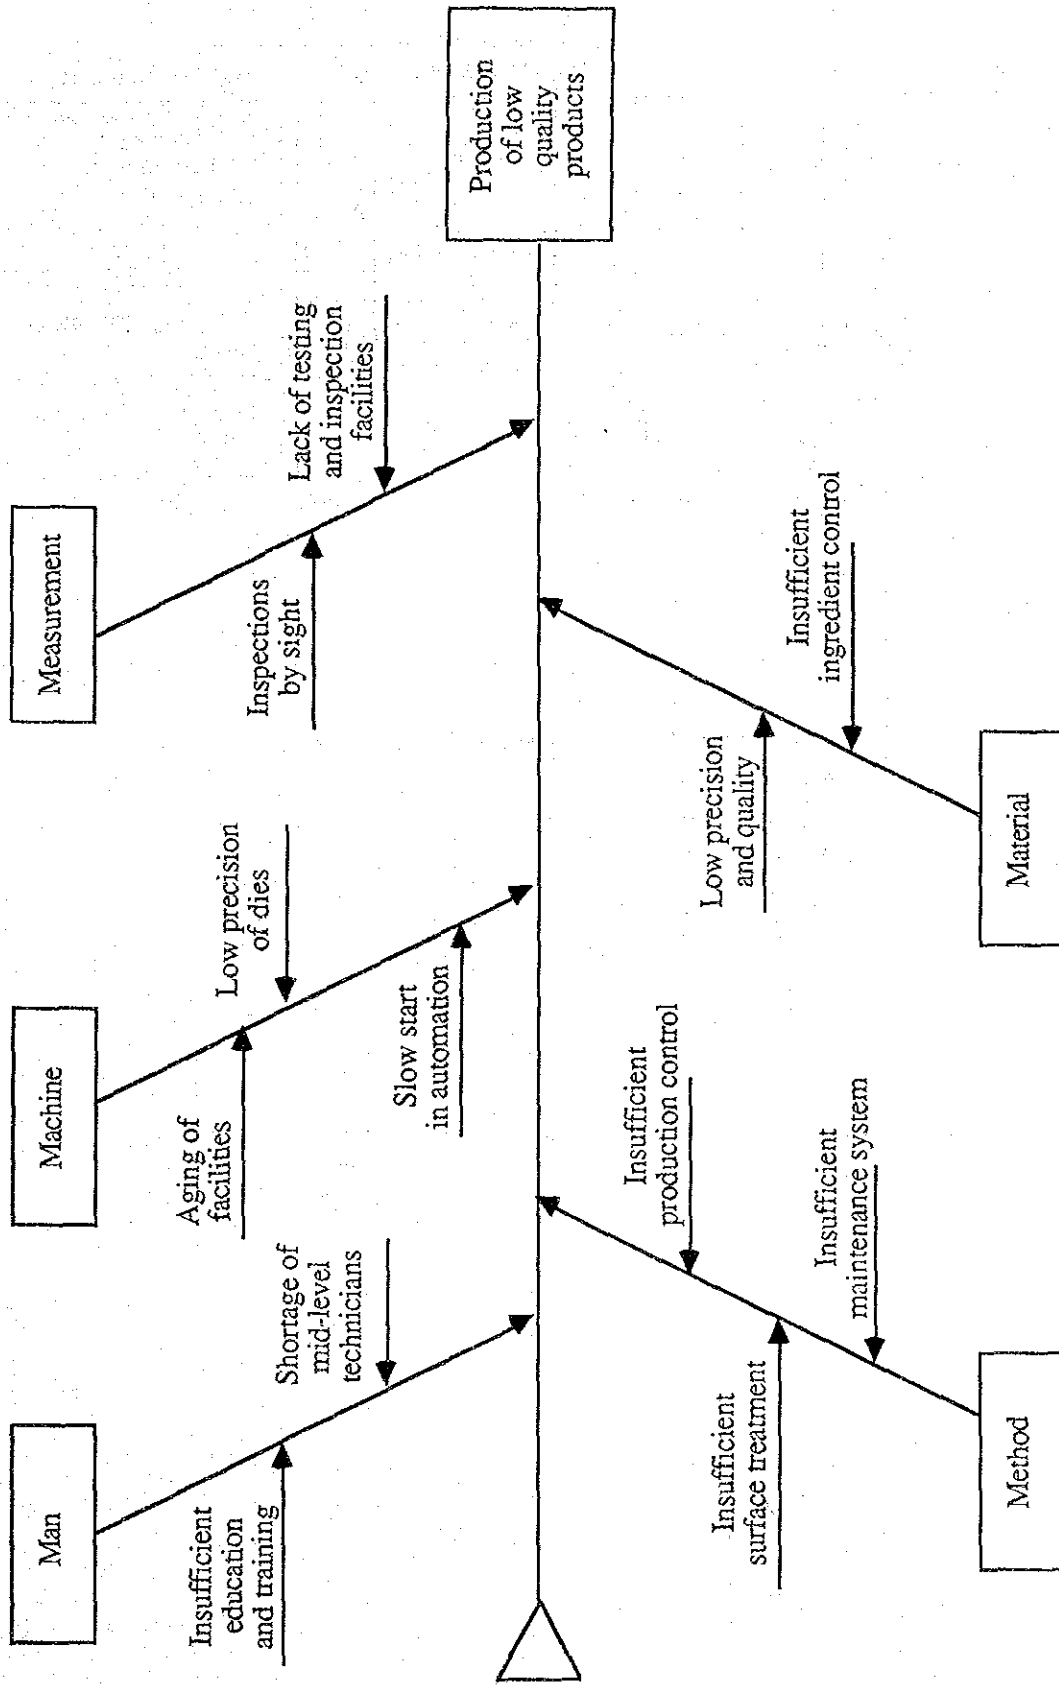 Man
Machine
Measurement
Insufficient
education
and training
Shortage of
mid-level
technicians
Aging of
facilities
Low precision
of dies
Slow start
in automation
Inspections
by sight
Lack of testing
and inspection
facilities
Production
of low
quality
products
Insufficient
surface treatment
Insufficient
production control
Insufficient
maintenance system
Low precision
and quality
Insufficient
ingredient control
Method
Material